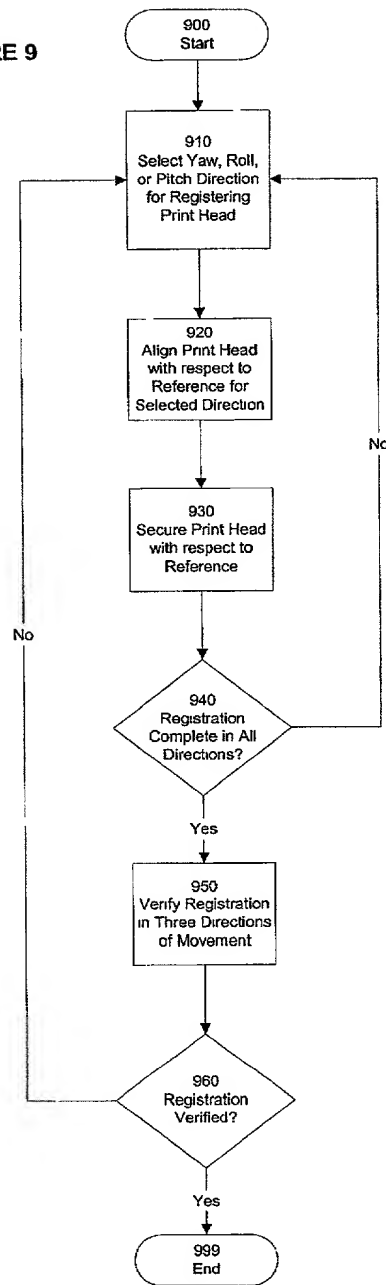 RE 9
900
Start
910
Select Yaw, Roll,
or Pitch Direction
for Registering
Print Head
920
Align Print Head
with respect to
Reference for
Selected Direction
No
930
Secure Print Head
with respect to
Reference
No
940
Registration
Complete in All
Directions?
Yes
950
Verify Registration
in Three Directions
of Movement
960
Registration
Verified?
Yes
999
End